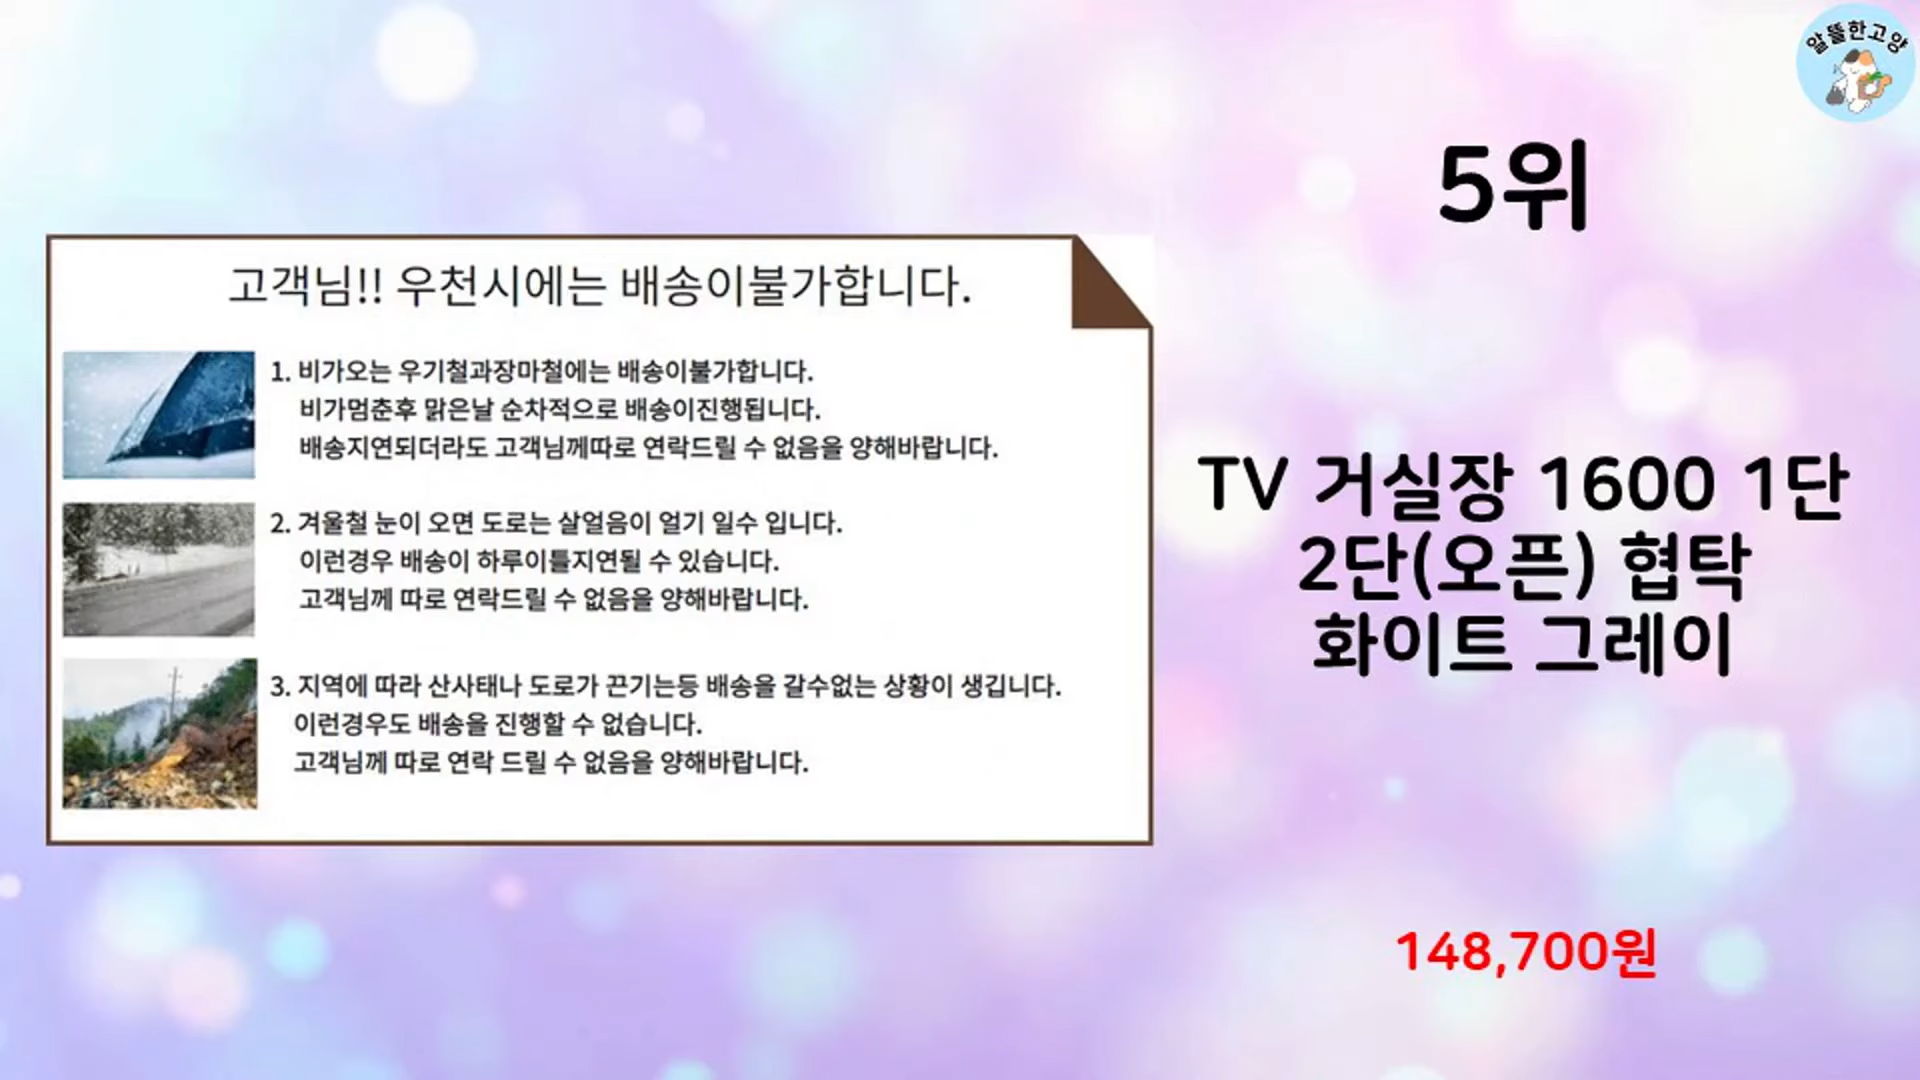 알뜰한고양
5위
고객님!! 우천시에는 배송이불가합니다.
1. 비가오는 우기철과장마철에는 배송이불가합니다.
비가멈춘후 맑은날 순차적으로 배송이진행됩니다.
배송지연되더라도 고객님께따로 연락드릴 수 없음을 양해바랍니다.
2. 겨울철 눈이 오면 도로는 살얼음이 얼기 일수 입니다.
이런경우 배송이 하루이틀지연될 수 있습니다.
고객님께 따로 연락드릴 수 없음을 양해바랍니다.
3. 지역에 따라 산사태나 도로가 끈기는등 배송을 갈수없는 상황이 생깁니다.
이런경우도 배송을 진행할 수 없습니다.
고객님께 따로 연락 드릴 수 없음을 양해바랍니다.
TV 거실장 1600 1단
2단(오픈) 협탁
화이트 그레이
148,700원